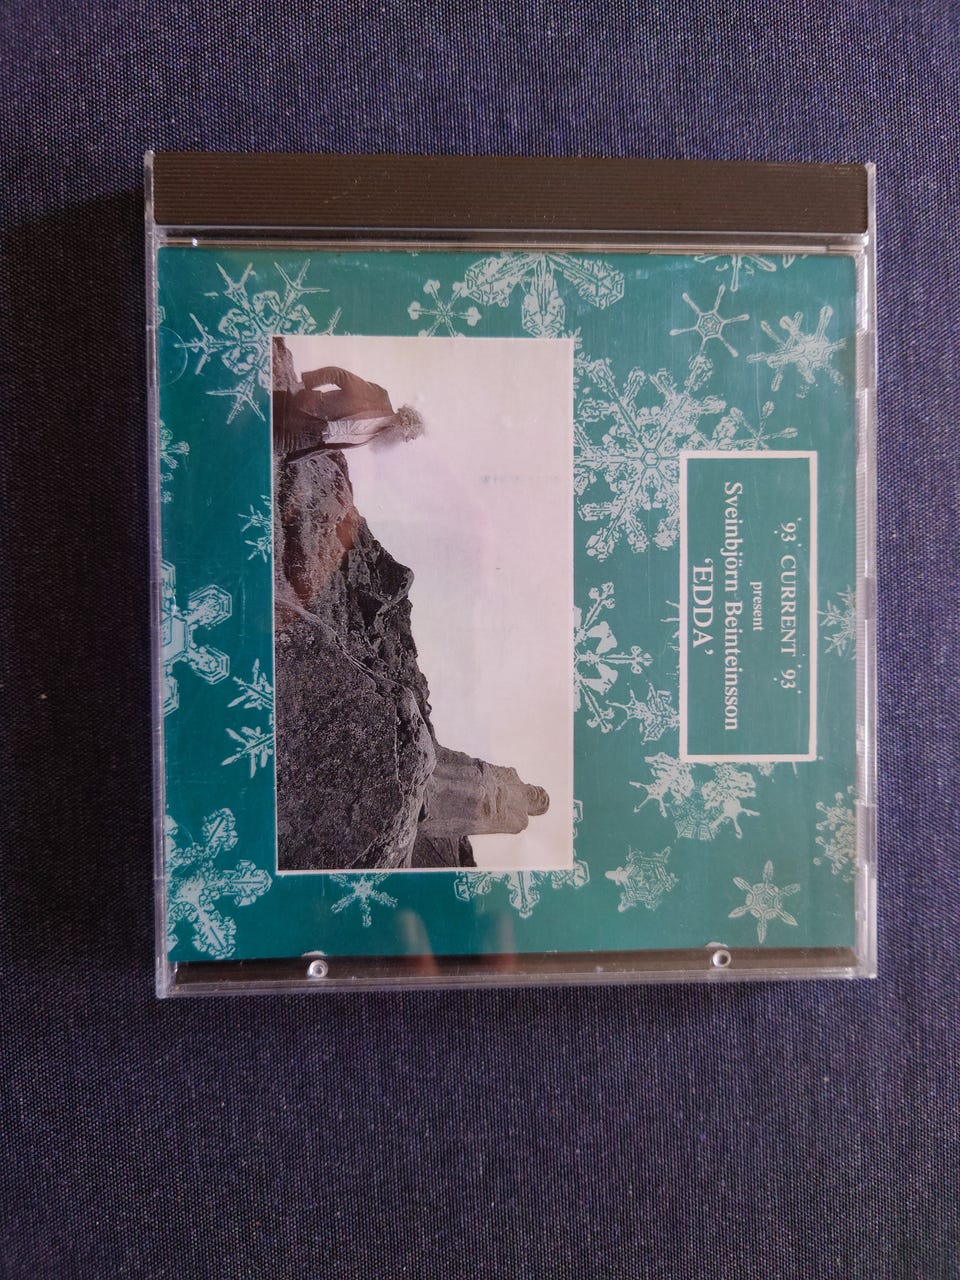 '93' CURRENT '93'
present
Sveinbjörn Beinteinsson
'EDDA'